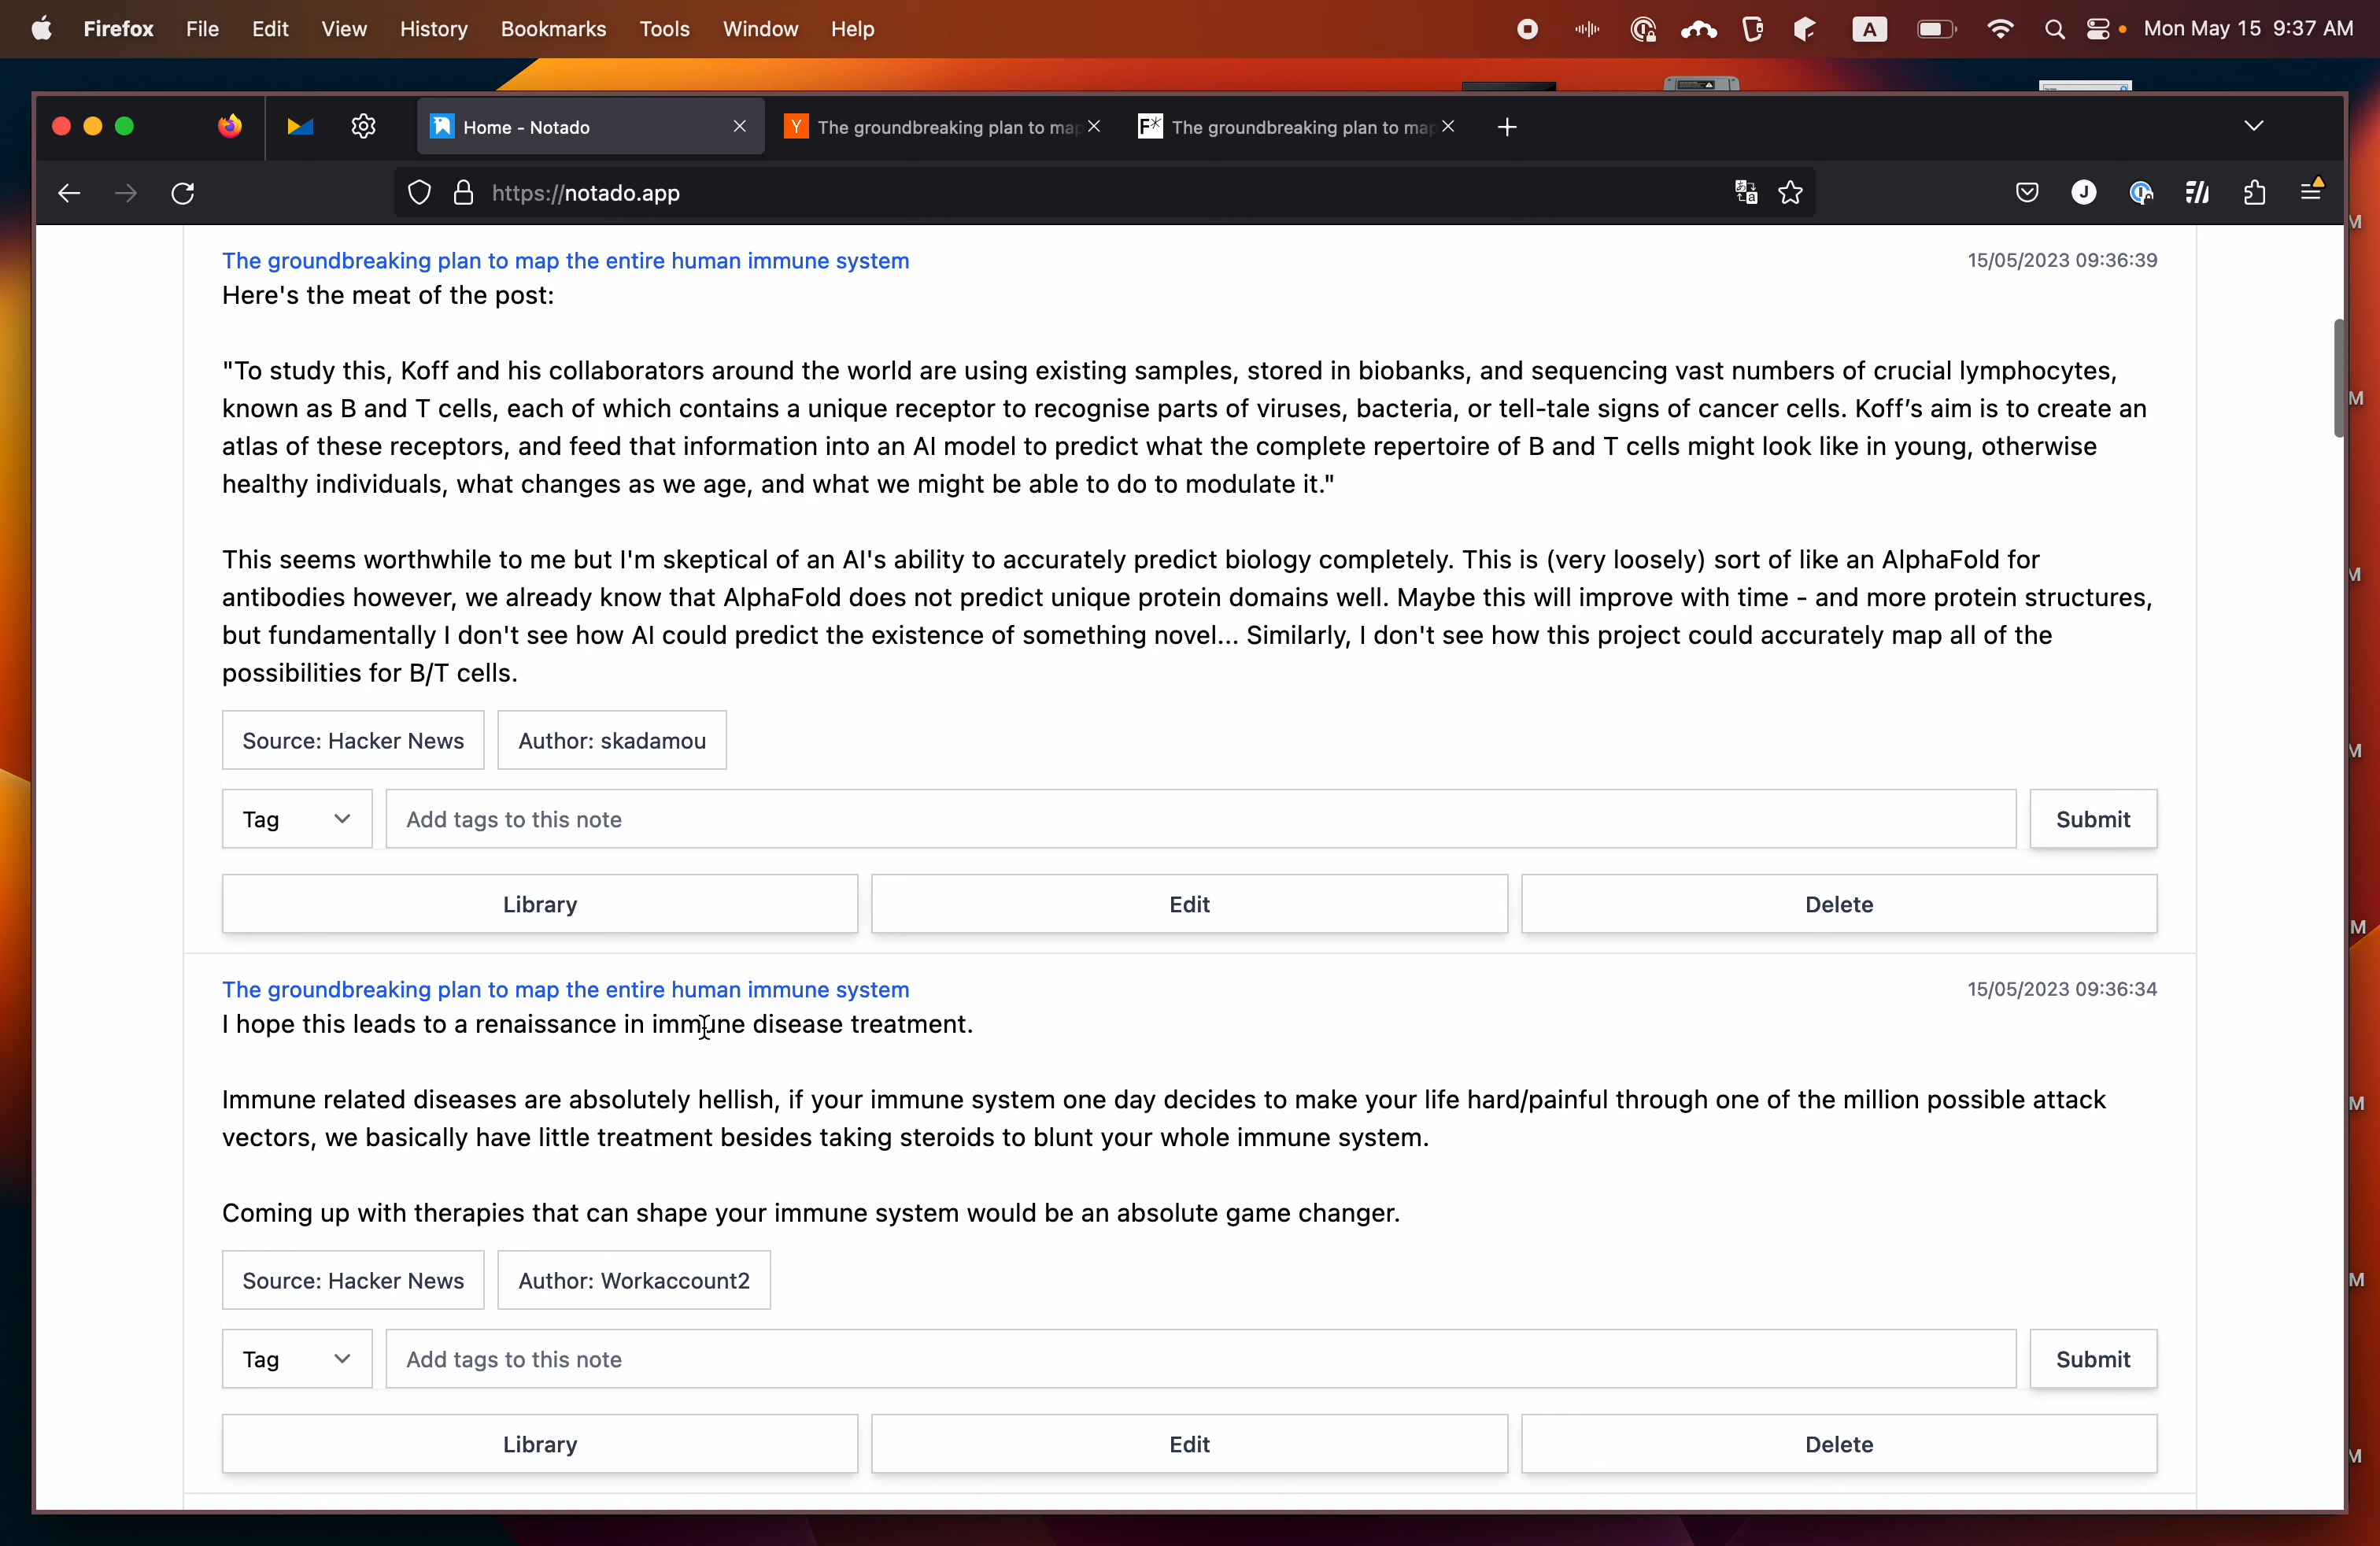 Firefox File Edit View History Bookmarks Tools Window Help
A
Mon May 15 9:37 AM
Home - Notado
Y The groundbreaking plan to map
F* The groundbreaking plan to map
https://notado.app
J
The groundbreaking plan to map the entire human immune system
15/05/2023 09:36:39
Here's the meat of the post:
"To study this, Koff and his collaborators around the world are using existing samples, stored in biobanks, and sequencing vast numbers of crucial lymphocytes,
known as B and T cells, each of which contains a unique receptor to recognise parts of viruses, bacteria, or tell-tale signs of cancer cells. Koff’s aim is to create an
atlas of these receptors, and feed that information into an AI model to predict what the complete repertoire of B and T cells might look like in young, otherwise
healthy individuals, what changes as we age, and what we might be able to do to modulate it."
This seems worthwhile to me but I'm skeptical of an AI's ability to accurately predict biology completely. This is (very loosely) sort of like an AlphaFold for
antibodies however, we already know that AlphaFold does not predict unique protein domains well. Maybe this will improve with time - and more protein structures,
but fundamentally I don't see how AI could predict the existence of something novel... Similarly, I don't see how this project could accurately map all of the
possibilities for B/T cells.
Source: Hacker News
Author: skadamou
Tag
Add tags to this note
Submit
Library
Edit
Delete
The groundbreaking plan to map the entire human immune system
15/05/2023 09:36:34
I hope this leads to a renaissance in immune disease treatment.
Immune related diseases are absolutely hellish, if your immune system one day decides to make your life hard/painful through one of the million possible attack
vectors, we basically have little treatment besides taking steroids to blunt your whole immune system.
Coming up with therapies that can shape your immune system would be an absolute game changer.
Source: Hacker News
Author: Workaccount2
Tag
Add tags to this note
Submit
Library
Edit
Delete